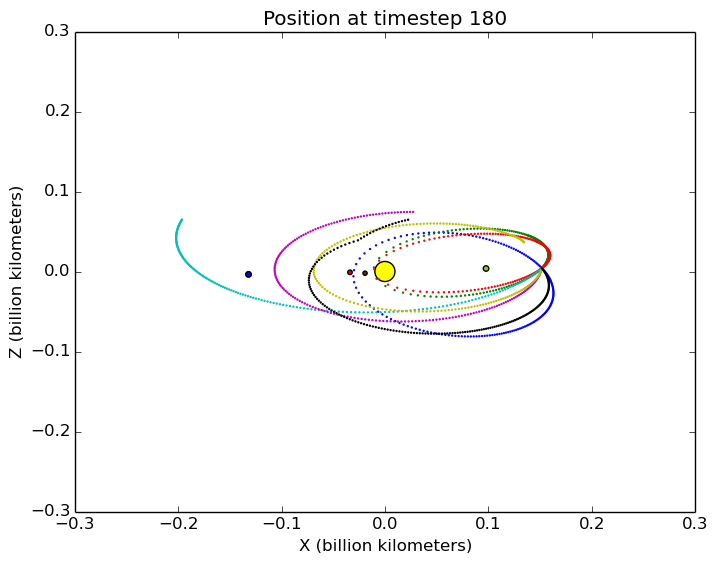 Position at timestep 180
0.3
0.2
0.1
0.0
−0.1
−0.2
−0.3
Z (billion kilometers)
−0.3 −0.2 −0.1 0.0 0.1 0.2 0.3
X (billion kilometers)